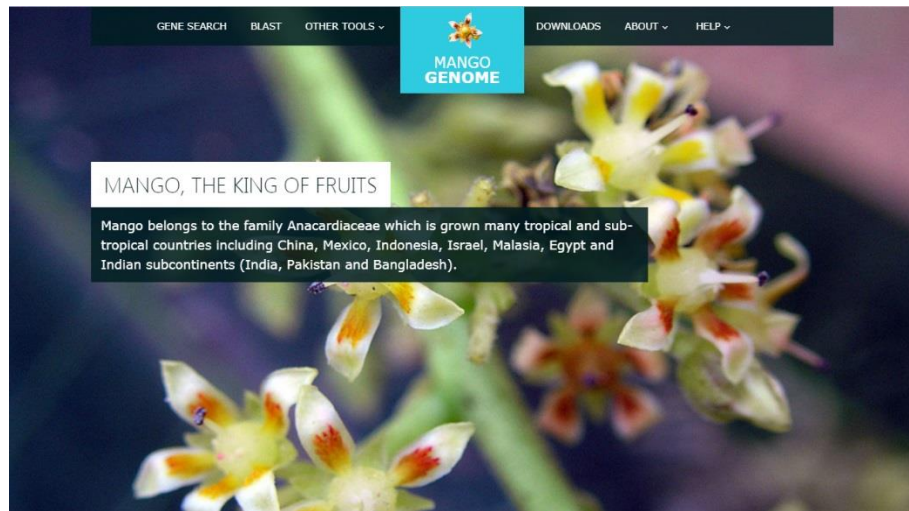 GENE SEARCH BLAST OTHER TOOLS DOWNLOADS ABOUT HELP
MANGO
GENOME
MANGO, THE KING OF FRUITS
Mango belongs to the family Anacardiaceae which is grown many tropical and sub-
tropical countries including China, Mexico, Indonesia, Israel, Malasia, Egypt and
Indian subcontinents (India, Pakistan and Bangladesh).